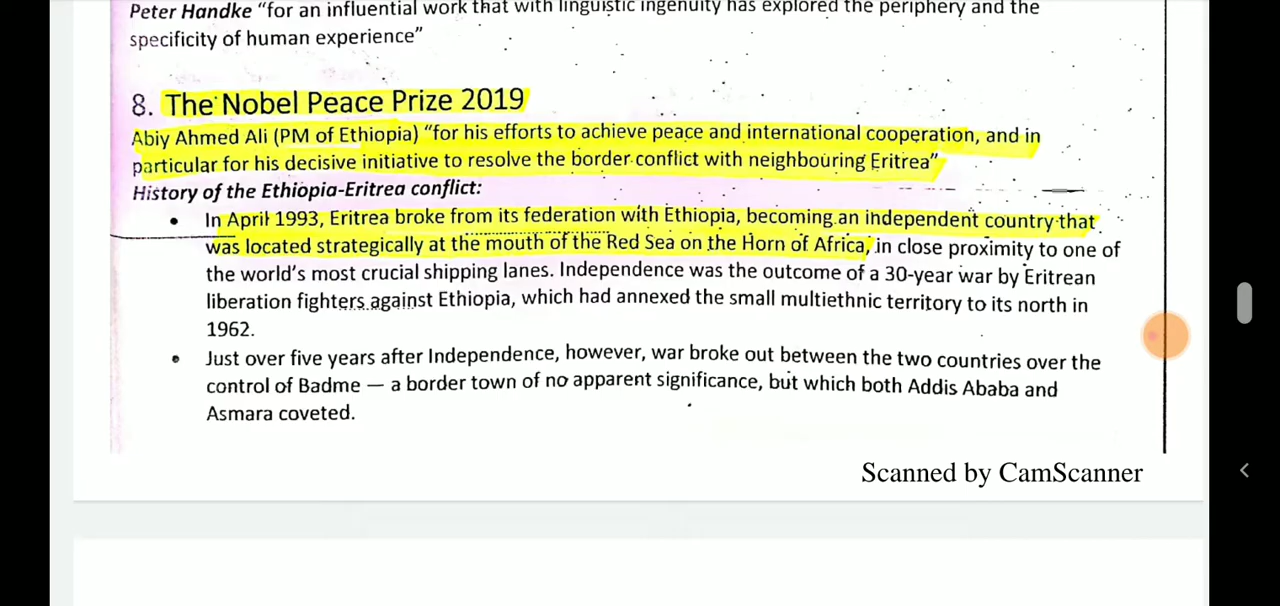 Peter Handke “for an influential work that with linguistic ingenuity has explored the periphery and the
specificity of human experience”
8. The Nobel Peace Prize 2019
Abiy Ahmed Ali (PM of Ethiopia) “for his efforts to achieve peace and international cooperation, and in
particular for his decisive initiative to resolve the border conflict with neighbouring Eritrea”
History of the Ethiopia-Eritrea conflict:
• In April 1993, Eritrea broke from its federation with Ethiopia, becoming an independent country that
was located strategically at the mouth of the Red Sea on the Horn of Africa, in close proximity to one of
the world’s most crucial shipping lanes. Independence was the outcome of a 30-year war by Eritrean
liberation fighters against Ethiopia, which had annexed the small multiethnic territory to its north in
1962.
• Just over five years after Independence, however, war broke out between the two countries over the
control of Badme — a border town of no apparent significance, but which both Addis Ababa and
Asmara coveted.
Scanned by CamScanner